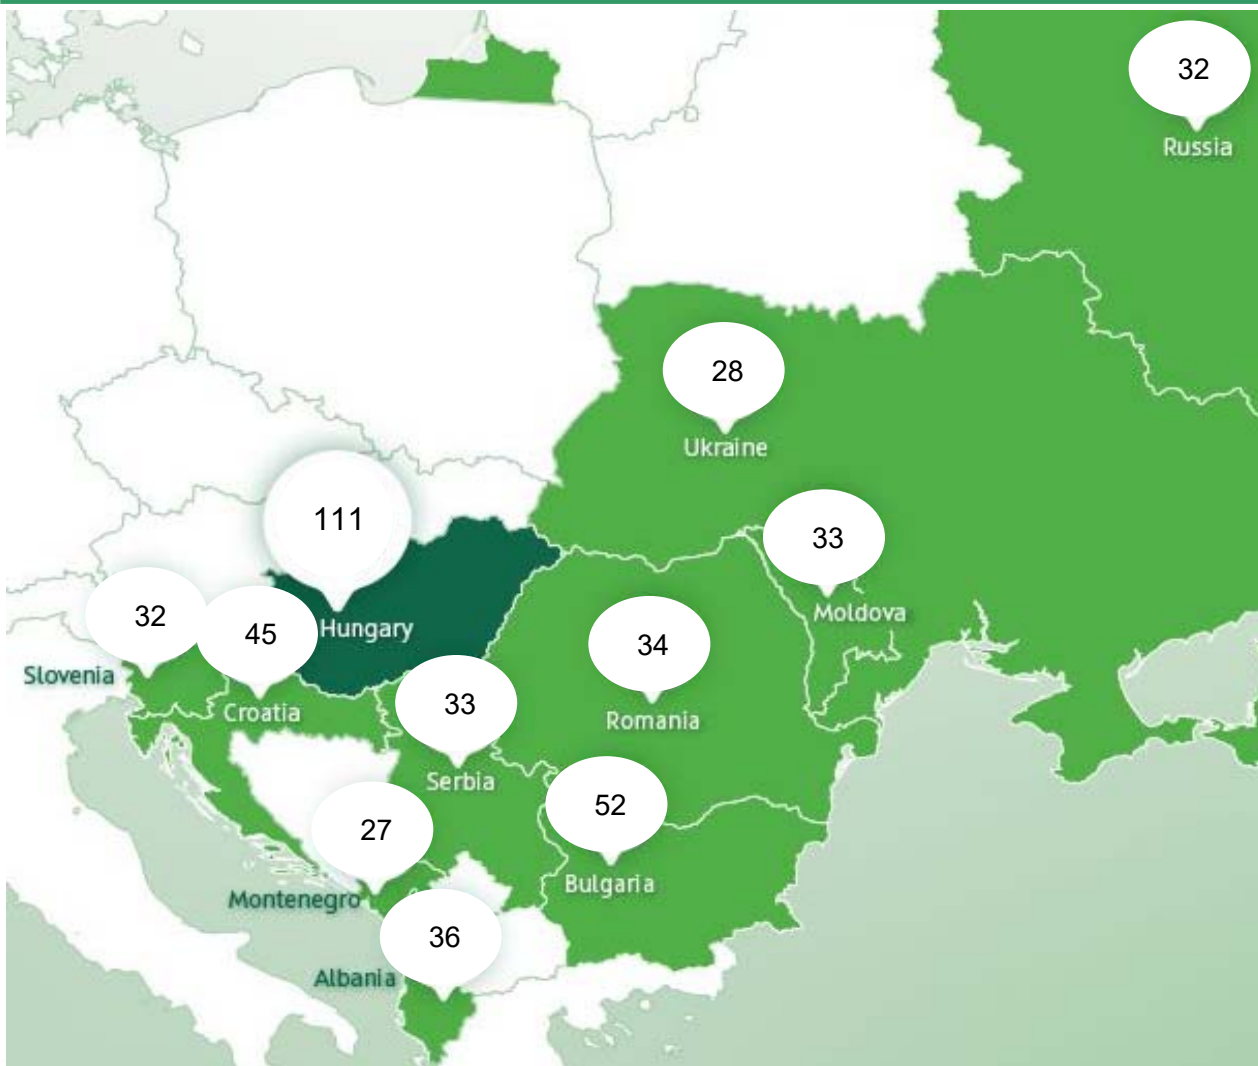 32
Russia
28
Ukraine
111
Hungary
33
Moldova
32
Slovenia
45
Croatia
34
Romania
33
Serbia
52
Bulgaria
27
Montenegro
36
Albania